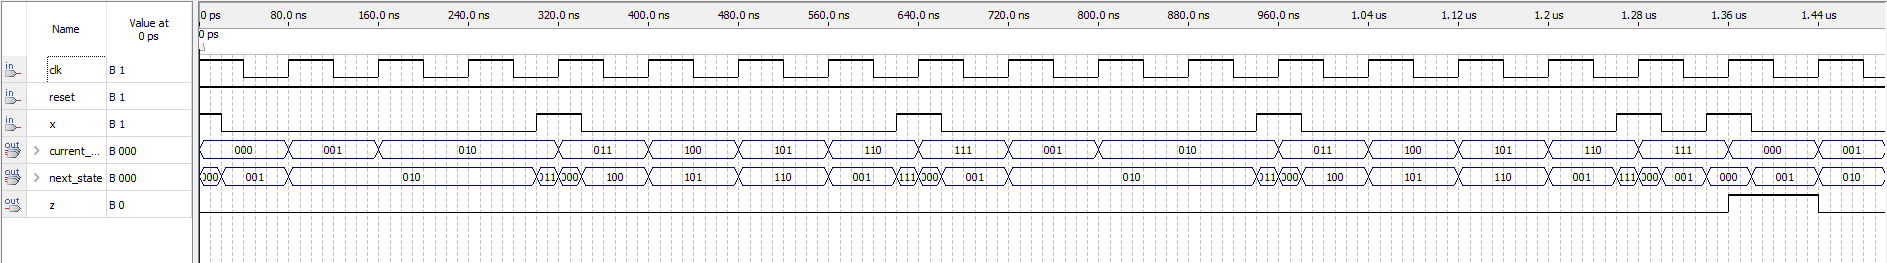 Name
Value at
0 ps
0 ps 80.0 ns 160.0 ns 240.0 ns 320.0 ns 400.0 ns 480.0 ns 560.0 ns 640.0 ns 720.0 ns 800.0 ns 880.0 ns 960.0 ns 1.04 us 1.12 us 1.2 us 1.28 us 1.36 us 1.44 us
0 ps
in clk B 1
in reset B 1
in x B 1
out > current_... B 000 000 001 010 011 100 101 110 111 001 010 011 100 101 110 111 000 001
out > next_state B 000 000 001 010 011 000 100 101 110 001 111 000 001 010 011 000 100 101 110 001 111 000 001 000 001 010
out z B 0